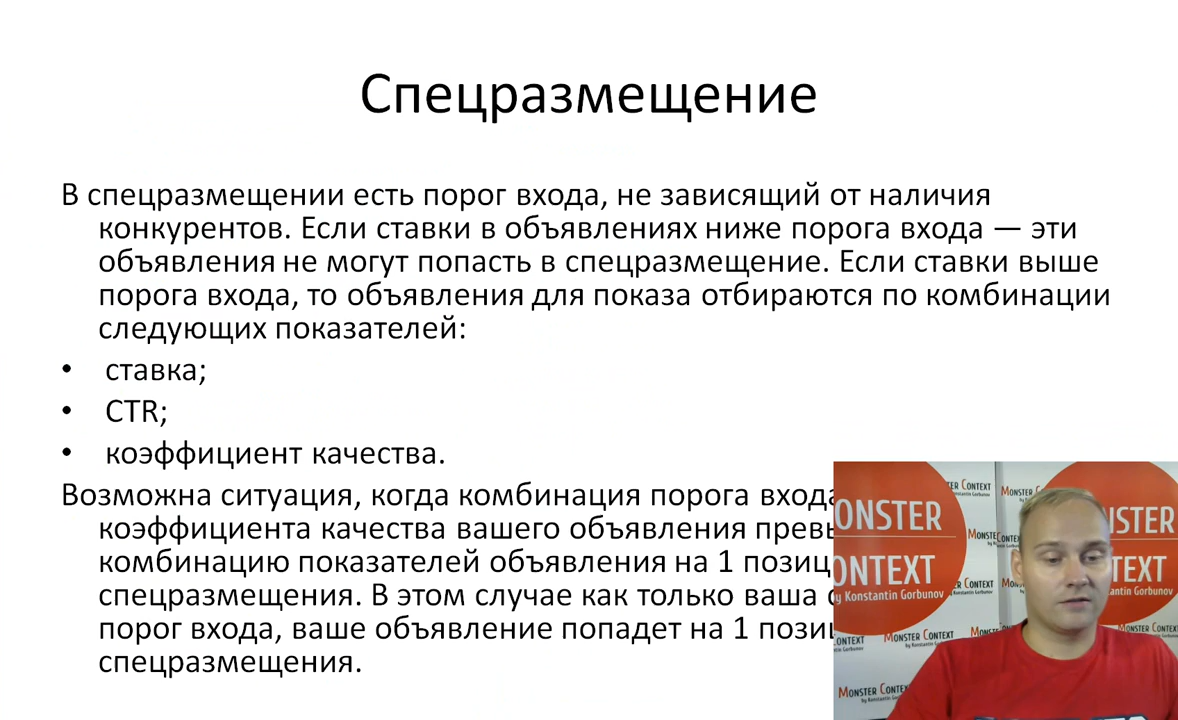 Спецразмещение
В спецразмещении есть порог входа, не зависящий от наличия
конкурентов. Если ставки в объявлениях ниже порога входа — эти
объявления не могут попасть в спецразмещение. Если ставки выше
порога входа, то объявления для показа отбираются по комбинации
следующих показателей:
• ставка;
• CTR;
• коэффициент качества.
Возможна ситуация, когда комбинация порога входа
коэффициента качества вашего объявления
комбинацию показателей объявления на 1
спецразмещения. В этом случае как только ваша
порог входа, ваше объявление попадет на 1
спецразмещения.
MONSTER CONTEXT
by Konstantin Gorbunov